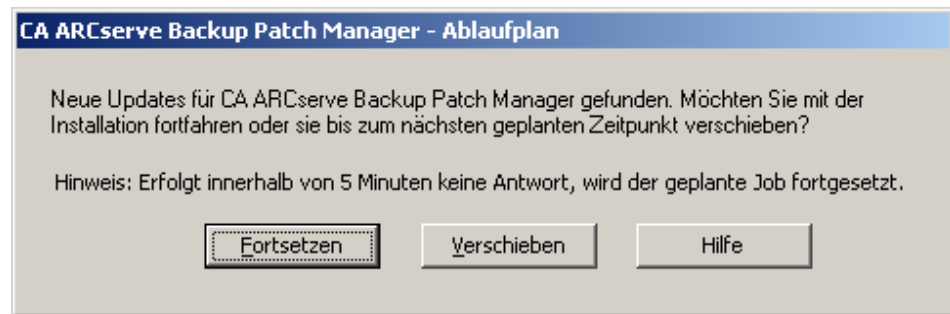 CA ARCserve Backup Patch Manager - Ablaufplan
Neue Updates für CA ARCserve Backup Patch Manager gefunden. Möchten Sie mit der
Installation fortfahren oder sie bis zum nächsten geplanten Zeitpunkt verschieben?
Hinweis: Erfolgt innerhalb von 5 Minuten keine Antwort, wird der geplante Job fortgesetzt.
Fortsetzen Verschieben Hilfe